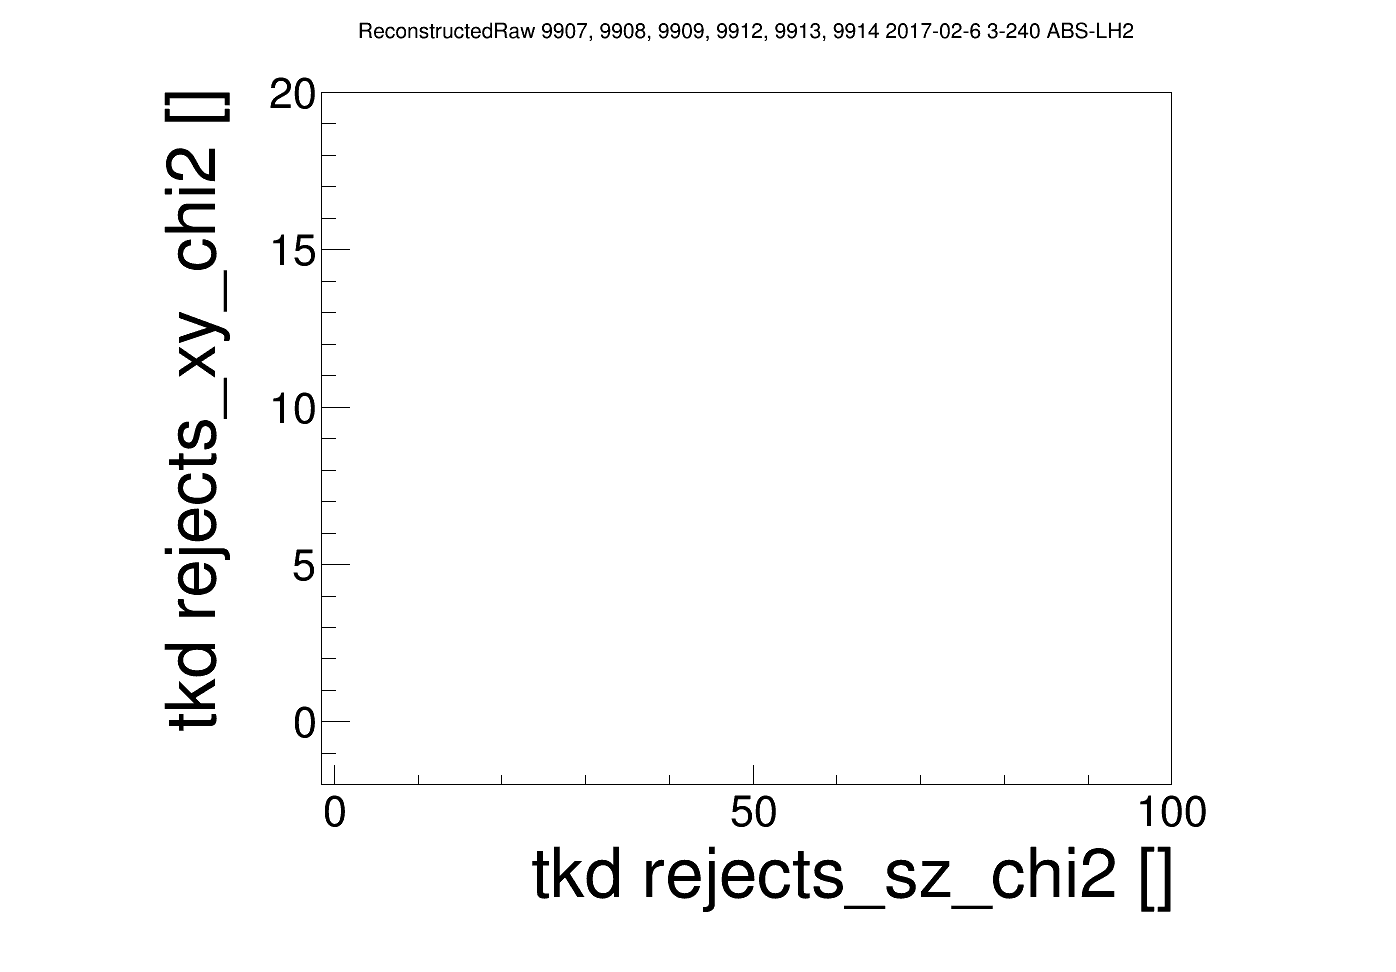 ReconstructedRaw 9907, 9908, 9909, 9912, 9913, 9914 2017-02-6 3-240 ABS-LH2
tkd rejects_xy_chi2 []
20
15
10
5
0
0 50 100
tkd rejects_sz_chi2 []